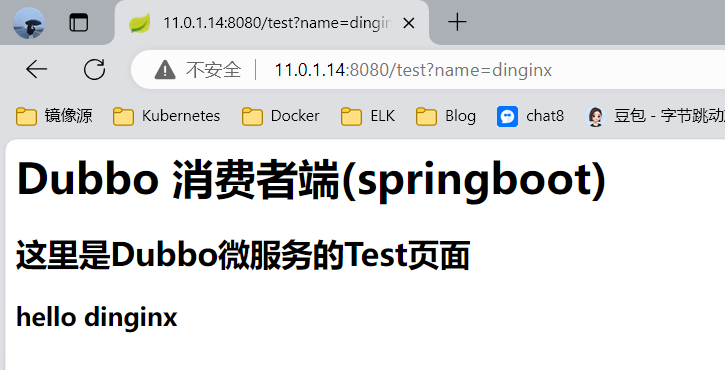 11.0.1.14:8080/test?name=dingin
不安全 11.0.1.14:8080/test?name=dinginx
镜像源 Kubernetes Docker ELK Blog chat8 豆包 - 字节跳动
Dubbo 消费者端(springboot)
这里是Dubbo微服务的Test页面
hello dinginx